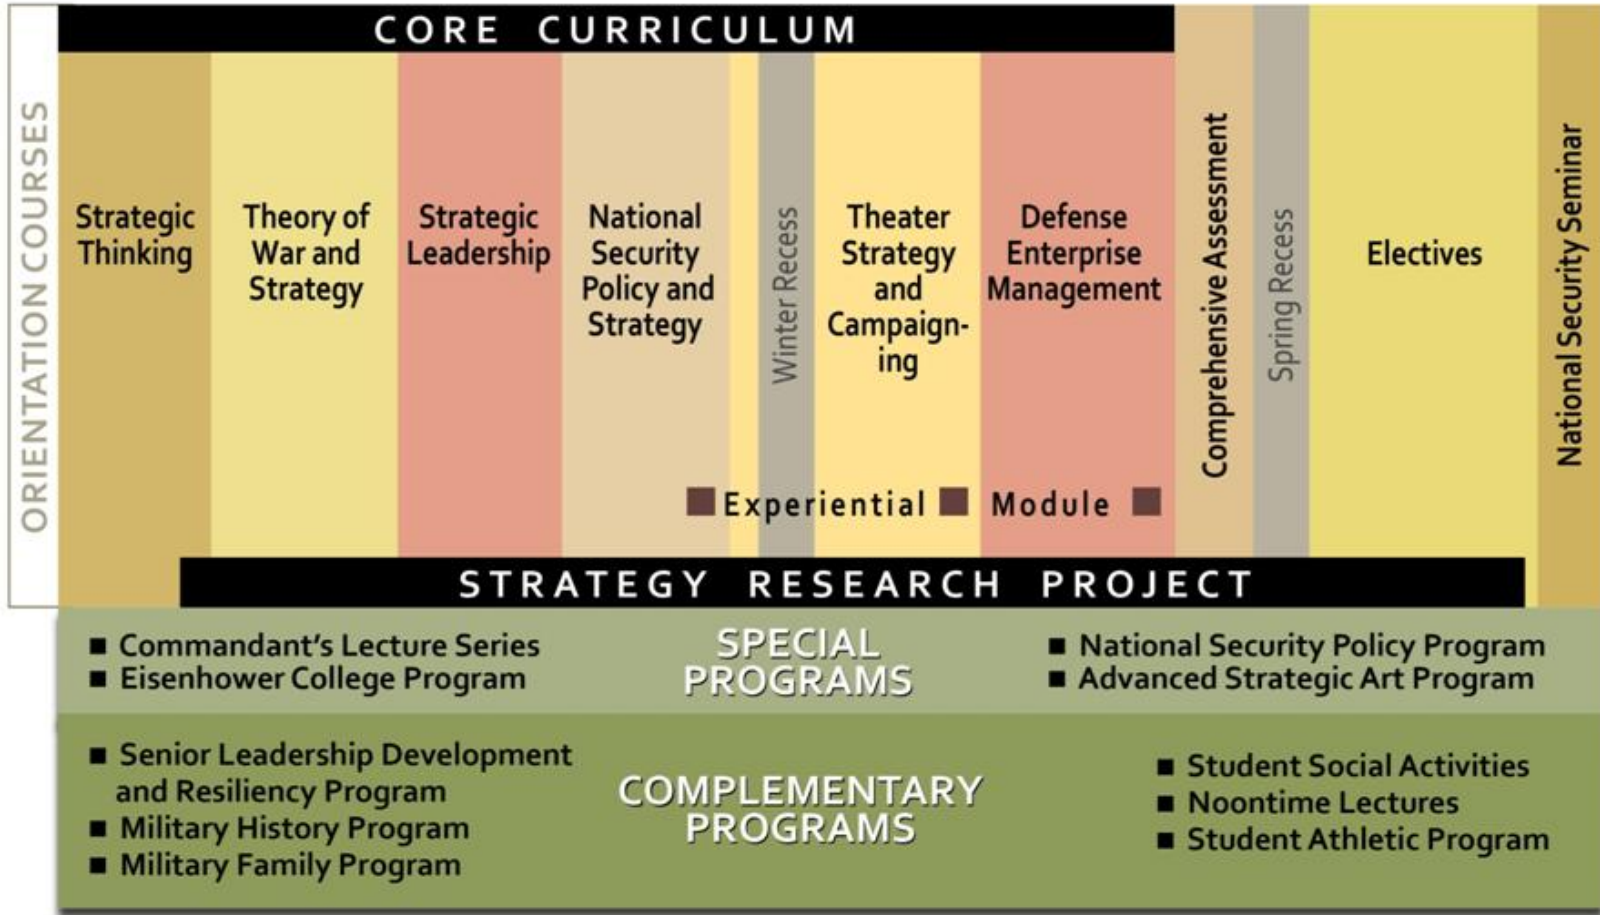 CORE CURRICULUM
ORIENTATION COURSES
Strategic
Thinking
Theory of
War and
Strategy
Strategic
Leadership
National
Security
Policy and
Strategy
Winter Recess
Theater
Strategy
and
Campaign-
ing
Defense
Enterprise
Management
Comprehensive Assessment
Spring Recess
Electives
National Security Seminar
■ Experiential ■ Module ■
STRATEGY RESEARCH PROJECT
■ Commandant's Lecture Series
■ Eisenhower College Program
SPECIAL
PROGRAMS
■ National Security Policy Program
■ Advanced Strategic Art Program
■ Senior Leadership Development
and Resiliency Program
■ Military History Program
■ Military Family Program
COMPLEMENTARY
PROGRAMS
■ Student Social Activities
■ Noontime Lectures
■ Student Athletic Program